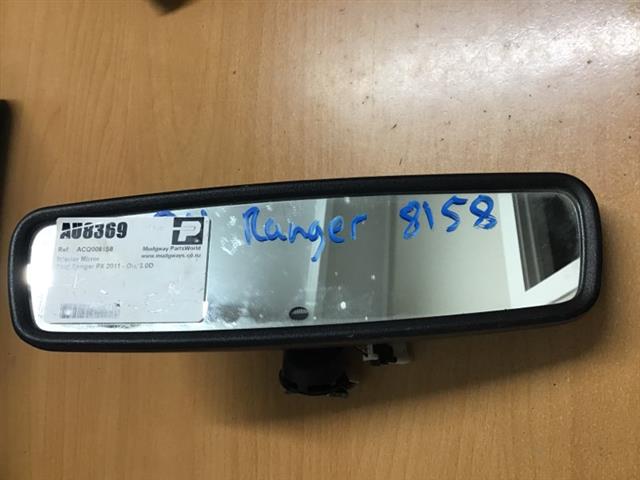 Ranger 8158
AU8369
Ref: ACQ008158
Mudgway PartsWorld
www.mudgways.co.nz
Interior Mirror
Ford Ranger PX 2011 - On, 3.0D